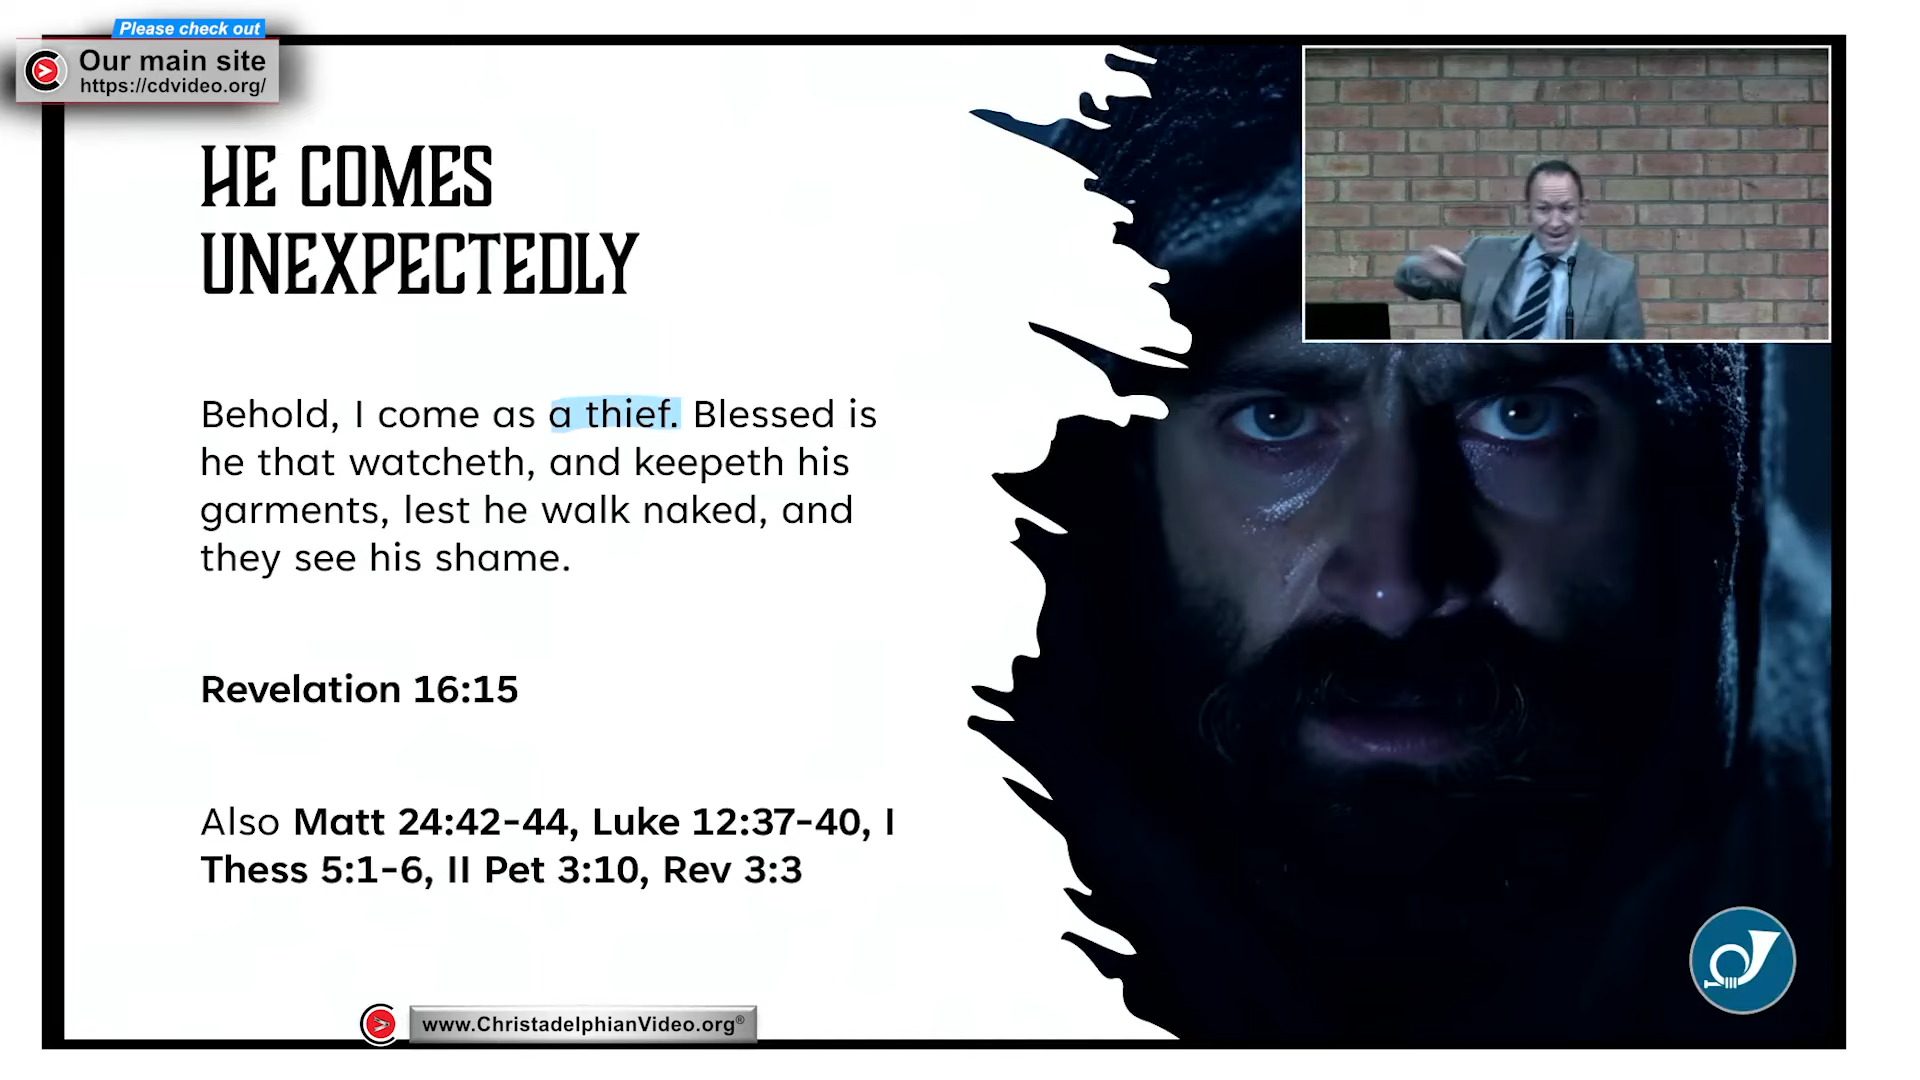 Please check out
Our main site
https://cdvideo.org/
HE COMES
UNEXPECTEDLY
Behold, I come as a thief. Blessed is
he that watcheth, and keepeth his
garments, lest he walk naked, and
they see his shame.
Revelation 16:15
Also Matt 24:42-44, Luke 12:37-40, I
Thess 5:1-6, II Pet 3:10, Rev 3:3
www.ChristadelphianVideo.org®